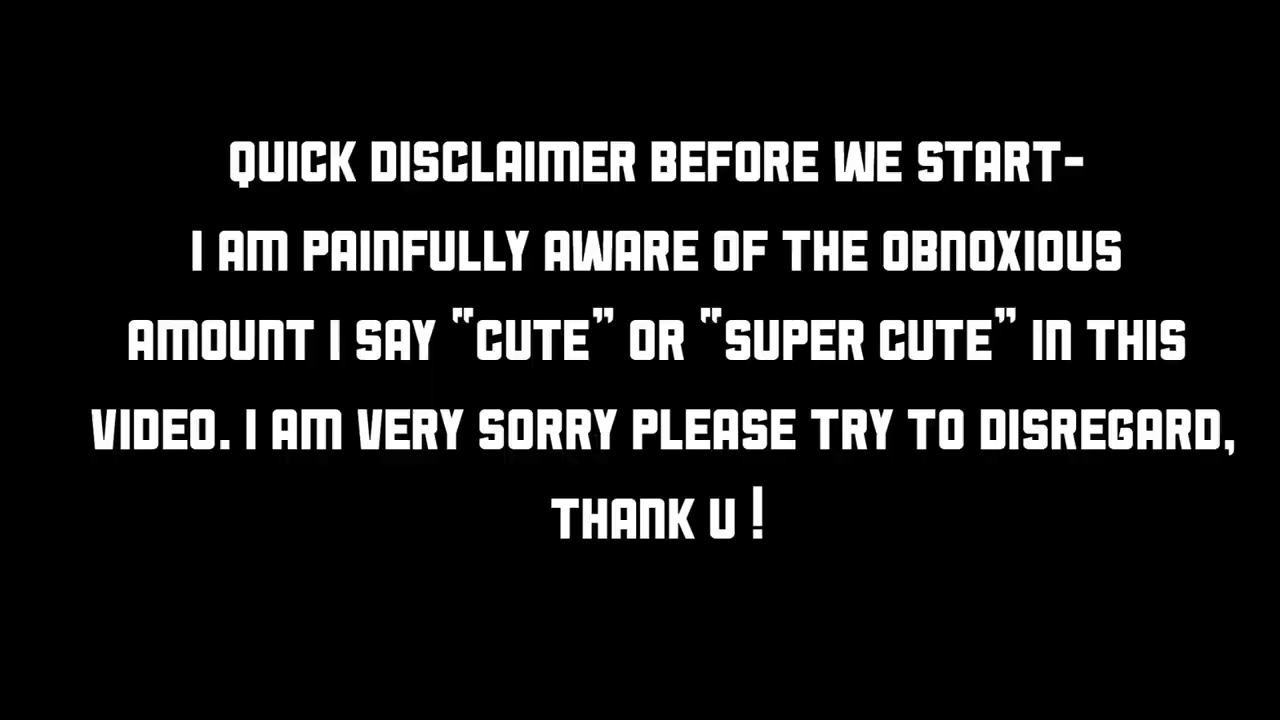 QUICK DISCLAIMER BEFORE WE START-
I AM PAINFULLY AWARE OF THE OBNOXIOUS
AMOUNT I SAY “CUTE” OR “SUPER CUTE” IN THIS
VIDEO. I AM VERY SORRY PLEASE TRY TO DISREGARD,
THANK U !